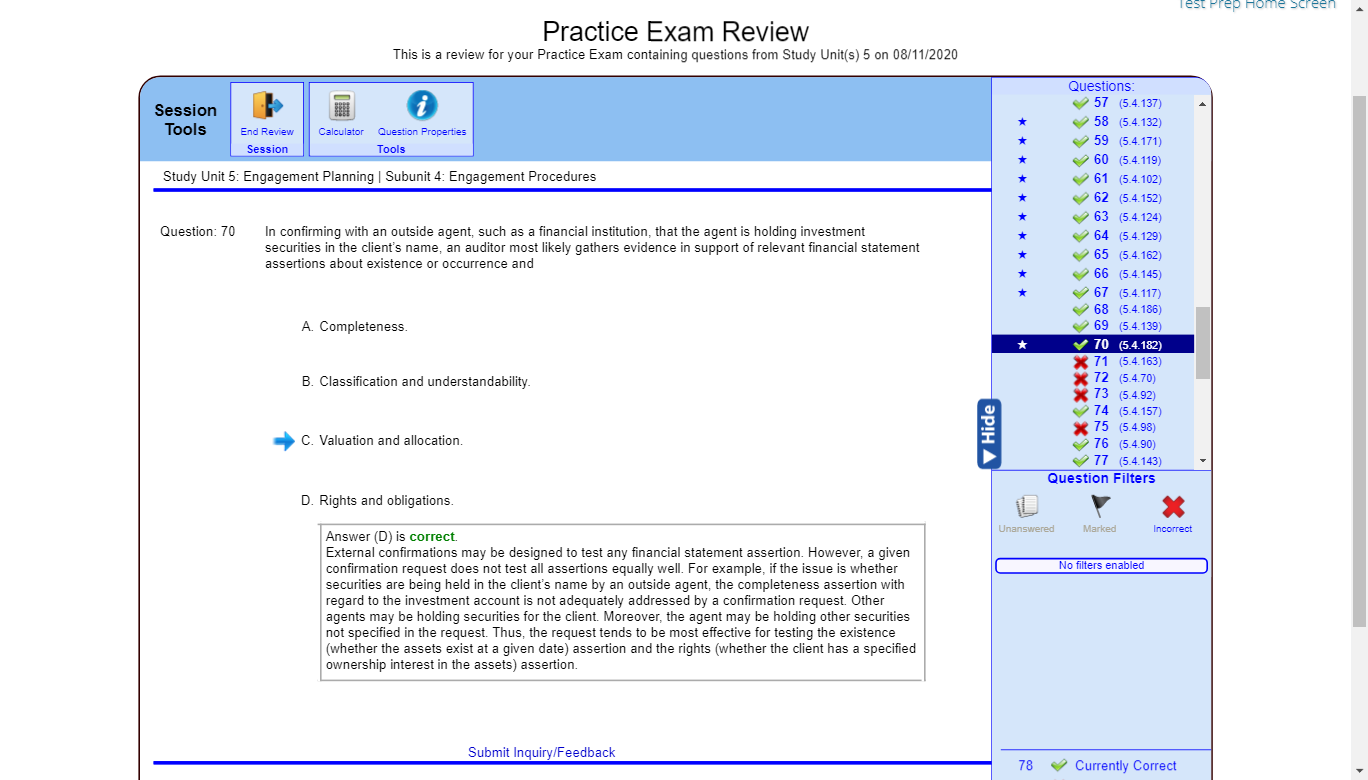 Test Prep Home Screen
Practice Exam Review
This is a review for your Practice Exam containing questions from Study Unit(s) 5 on 08/11/2020
Session Tools
End Review
Session
Calculator
Question Properties
Tools
Study Unit 5: Engagement Planning | Subunit 4: Engagement Procedures
Question: 70
In confirming with an outside agent, such as a financial institution, that the agent is holding investment
securities in the client's name, an auditor most likely gathers evidence in support of relevant financial statement
assertions about existence or occurrence and
A. Completeness.
B. Classification and understandability.
C. Valuation and allocation.
D. Rights and obligations.
Answer (D) is correct.
External confirmations may be designed to test any financial statement assertion. However, a given
confirmation request does not test all assertions equally well. For example, if the issue is whether
securities are being held in the client's name by an outside agent, the completeness assertion with
regard to the investment account is not adequately addressed by a confirmation request. Other
agents may be holding securities for the client. Moreover, the agent may be holding other securities
not specified in the request. Thus, the request tends to be most effective for testing the existence
(whether the assets exist at a given date) assertion and the rights (whether the client has a specified
ownership interest in the assets) assertion.
Submit Inquiry/Feedback
Questions:
57 (5.4.137)
58 (5.4.132)
59 (5.4.171)
60 (5.4.119)
61 (5.4.102)
62 (5.4.152)
63 (5.4.124)
64 (5.4.129)
65 (5.4.162)
66 (5.4.145)
67 (5.4.117)
68 (5.4.186)
69 (5.4.139)
70 (5.4.182)
71 (5.4.163)
72 (5.4.70)
73 (5.4.92)
74 (5.4.157)
75 (5.4.98)
76 (5.4.90)
77 (5.4.143)
Hide
Question Filters
Unanswered
Marked
Incorrect
No filters enabled
78 Currently Correct